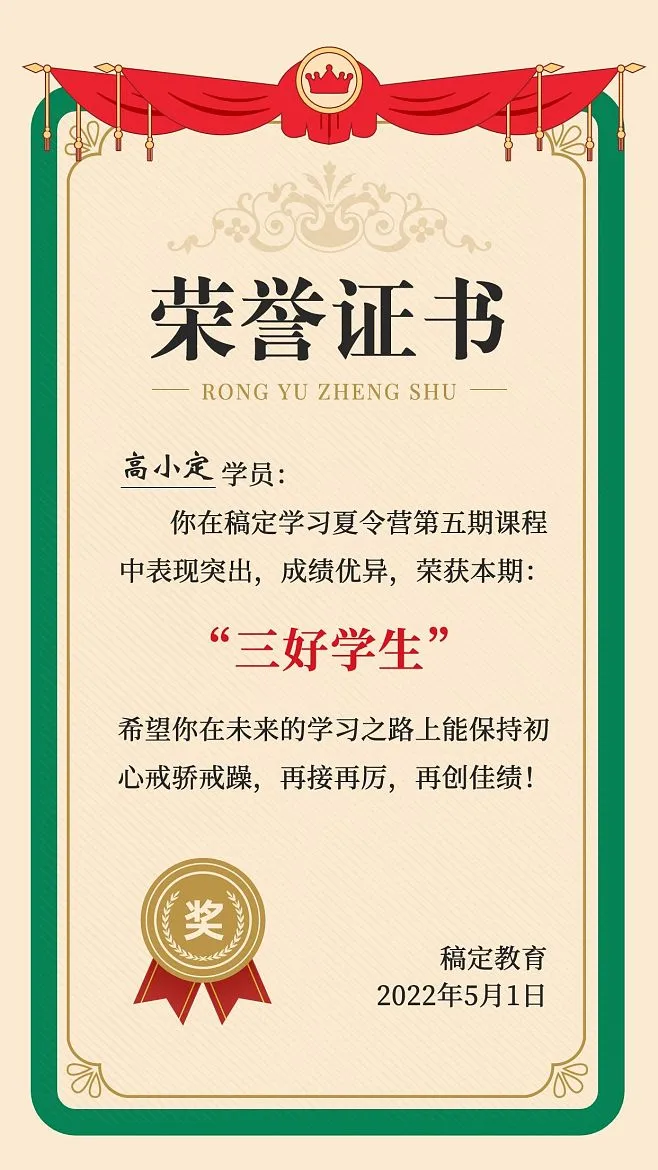 荣誉证书
RONG YU ZHENG SHU
高小定 学员：
你在稿定学习夏令营第五期课程
中表现突出，成绩优异，荣获本期：
“三好学生”
希望你在未来的学习之路上能保持初
心戒骄戒躁，再接再厉，再创佳绩！
奖
稿定教育
2022年5月1日